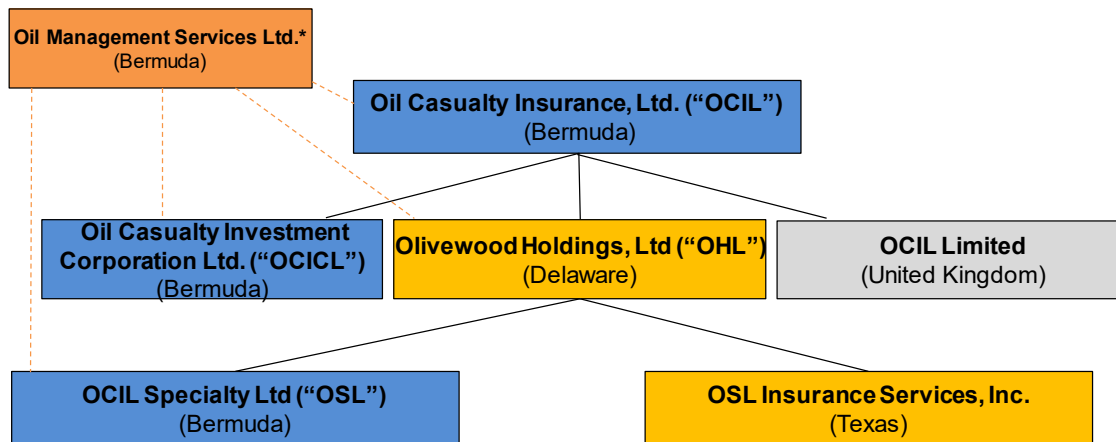 Oil Management Services Ltd.*
(Bermuda)
Oil Casualty Insurance, Ltd. (“OCIL”)
(Bermuda)
Oil Casualty Investment
Corporation Ltd. (“OCICL”)
(Bermuda)
Olivewood Holdings, Ltd (“OHL”)
(Delaware)
OCIL Limited
(United Kingdom)
OCIL Specialty Ltd (“OSL”)
(Bermuda)
OSL Insurance Services, Inc.
(Texas)